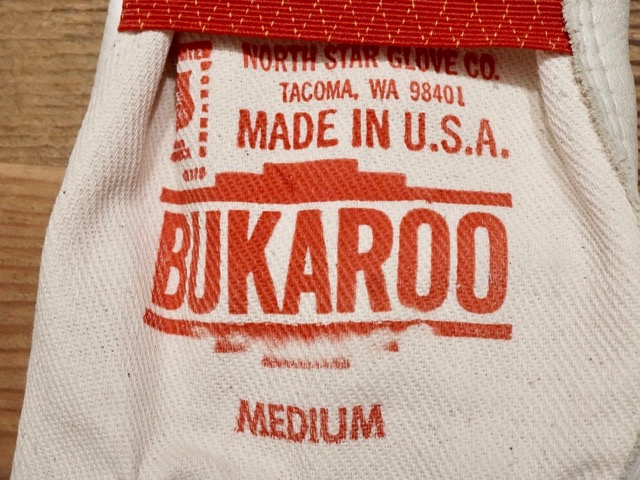 NORTH STAR GLOVE CO.
TACOMA, WA 98401
MADE IN U.S.A.
BUKAROO
MEDIUM